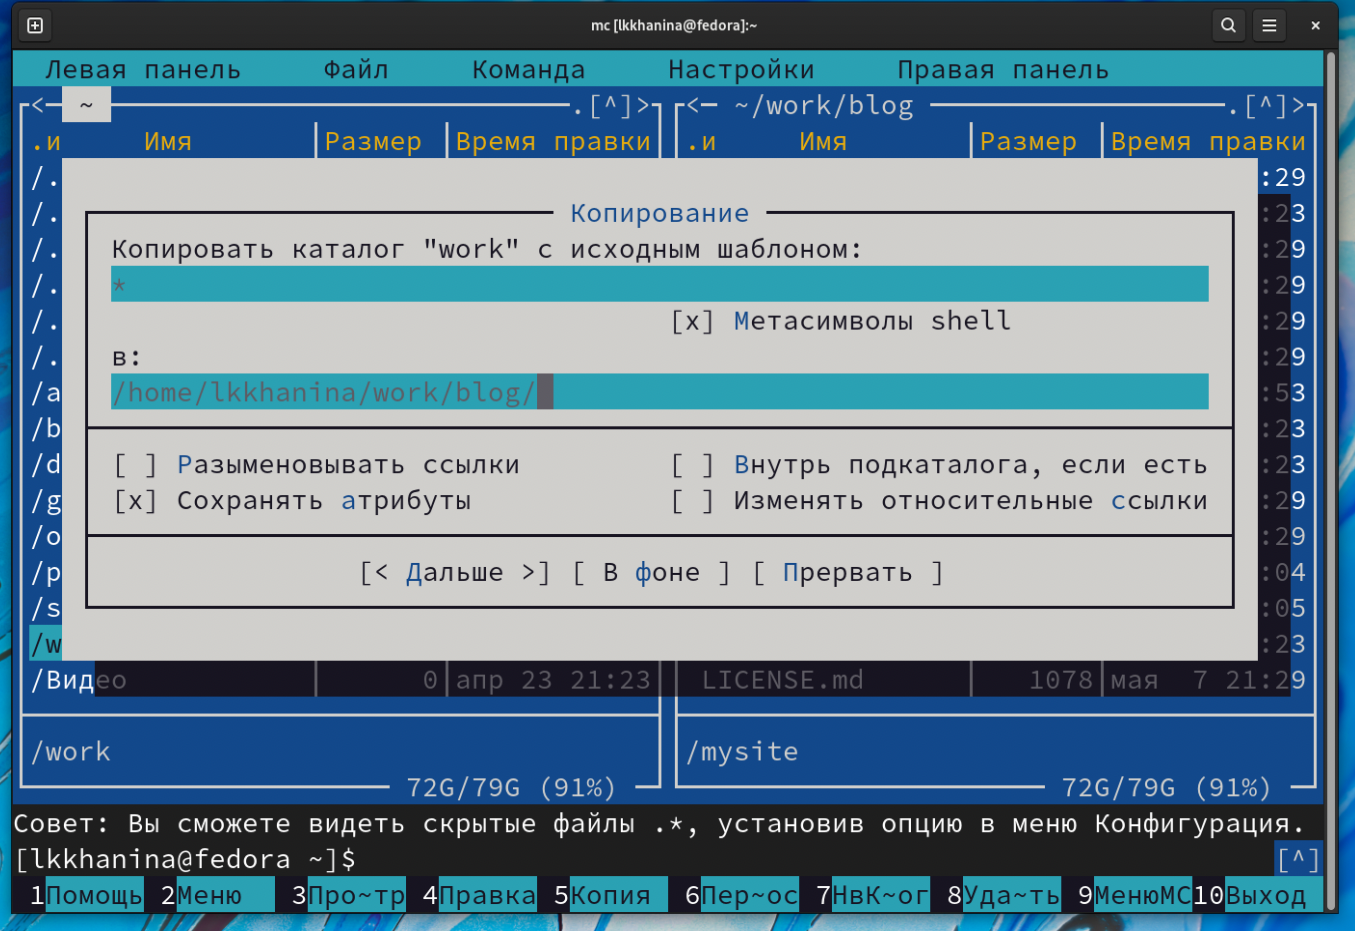 mc [lkkhanina@fedora]:~
Левая панель Файл Команда Настройки Правая панель
<─ ~ ─.[^]> <─ ~/work/blog ─.[^]>
.и Имя Размер Время правки .и Имя Размер Время правки
/. :29
Копирование
/. :23
/. Копировать каталог "work" с исходным шаблоном: :29
/. * :29
/. [x] Метасимволы shell :29
/. в: :29
/a /home/lkkhanina/work/blog/ :53
/b :23
/d [ ] Разыменовывать ссылки [ ] Внутрь подкаталога, если есть :23
/g [x] Сохранять атрибуты [ ] Изменять относительные ссылки :29
/o :29
/p [< Дальше >] [ В фоне ] [ Прервать ] :04
/s :05
/w :23
/Видео 0 апр 23 21:23 LICENSE.md 1078 мая 7 21:29
/work /mysite
72G/79G (91%) 72G/79G (91%)
Совет: Вы сможете видеть скрытые файлы .*, установив опцию в меню Конфигурация.
[lkkhanina@fedora ~]$ [^]
1Помощь 2Меню 3Про~тр 4Правка 5Копия 6Пер~ос 7НвК~ог 8Уда~ть 9МенюMC 10Выход